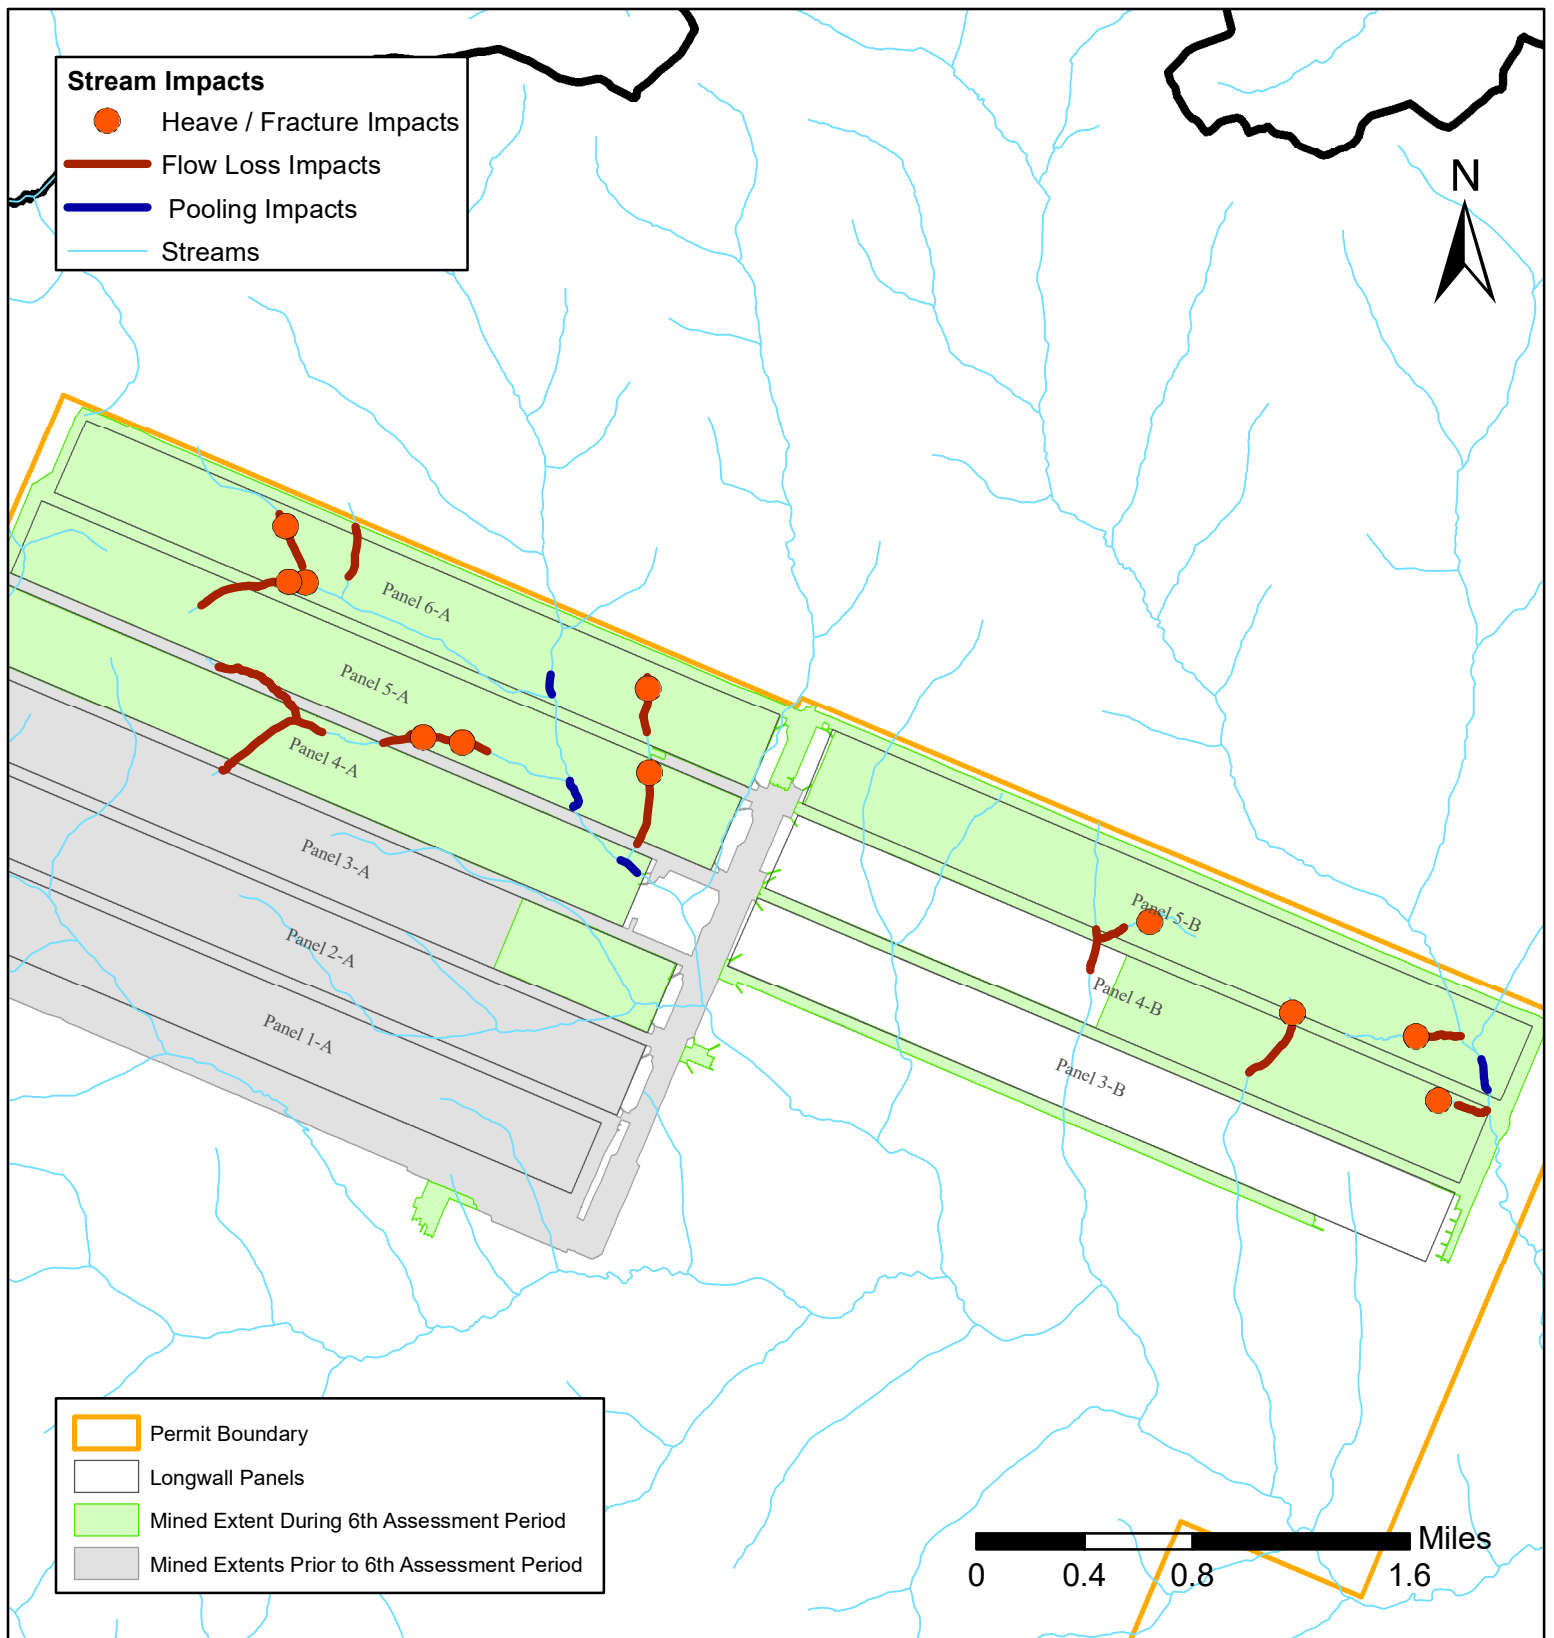 Stream Impacts
Heave / Fracture Impacts
Flow Loss Impacts
Pooling Impacts
Streams
N
Panel 6-A
Panel 5-A
Panel 4-A
Panel 3-A
Panel 2-A
Panel 1-A
Panel 5-B
Panel 4-B
Panel 3-B
Permit Boundary
Longwall Panels
Mined Extent During 6th Assessment Period
Mined Extents Prior to 6th Assessment Period
Miles
0 0.4 0.8 1.6